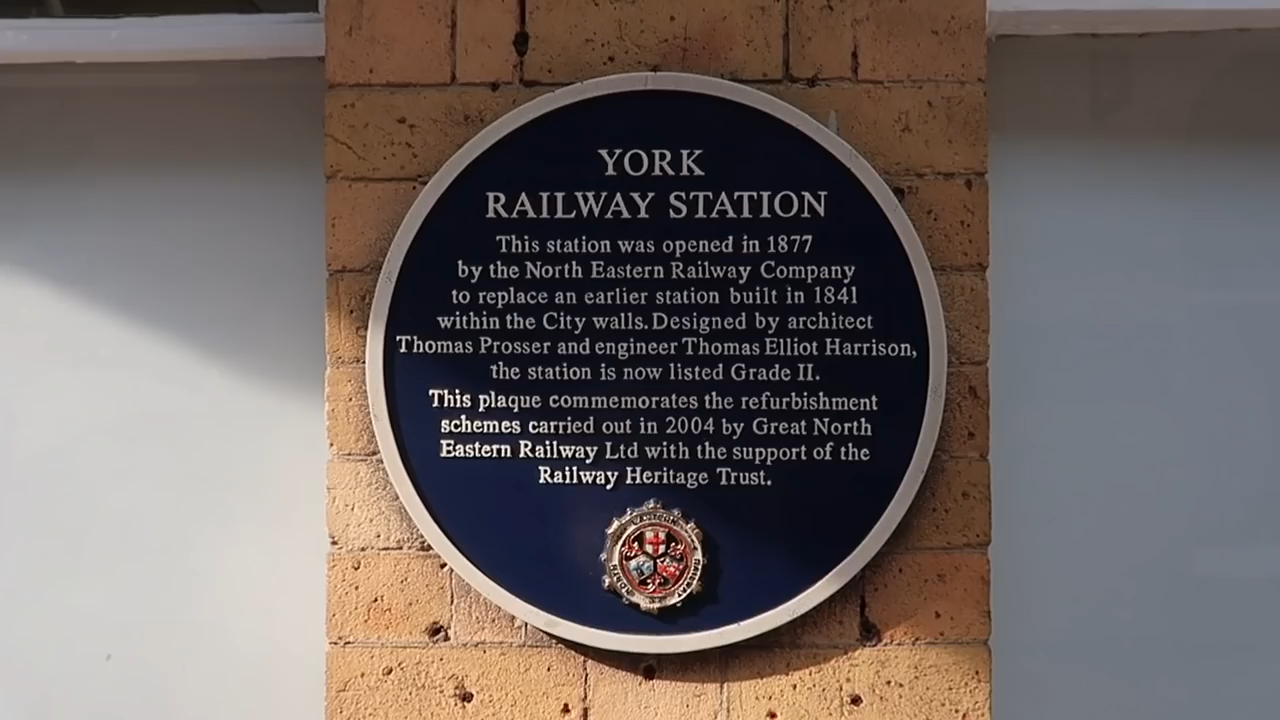 YORK
RAILWAY STATION
This station was opened in 1877
by the North Eastern Railway Company
to replace an earlier station built in 1841
within the City walls. Designed by architect
Thomas Prosser and engineer Thomas Elliot Harrison,
the station is now listed Grade II.
This plaque commemorates the refurbishment
schemes carried out in 2004 by Great North
Eastern Railway Ltd with the support of the
Railway Heritage Trust.
NORTH EASTERN RAILWAY